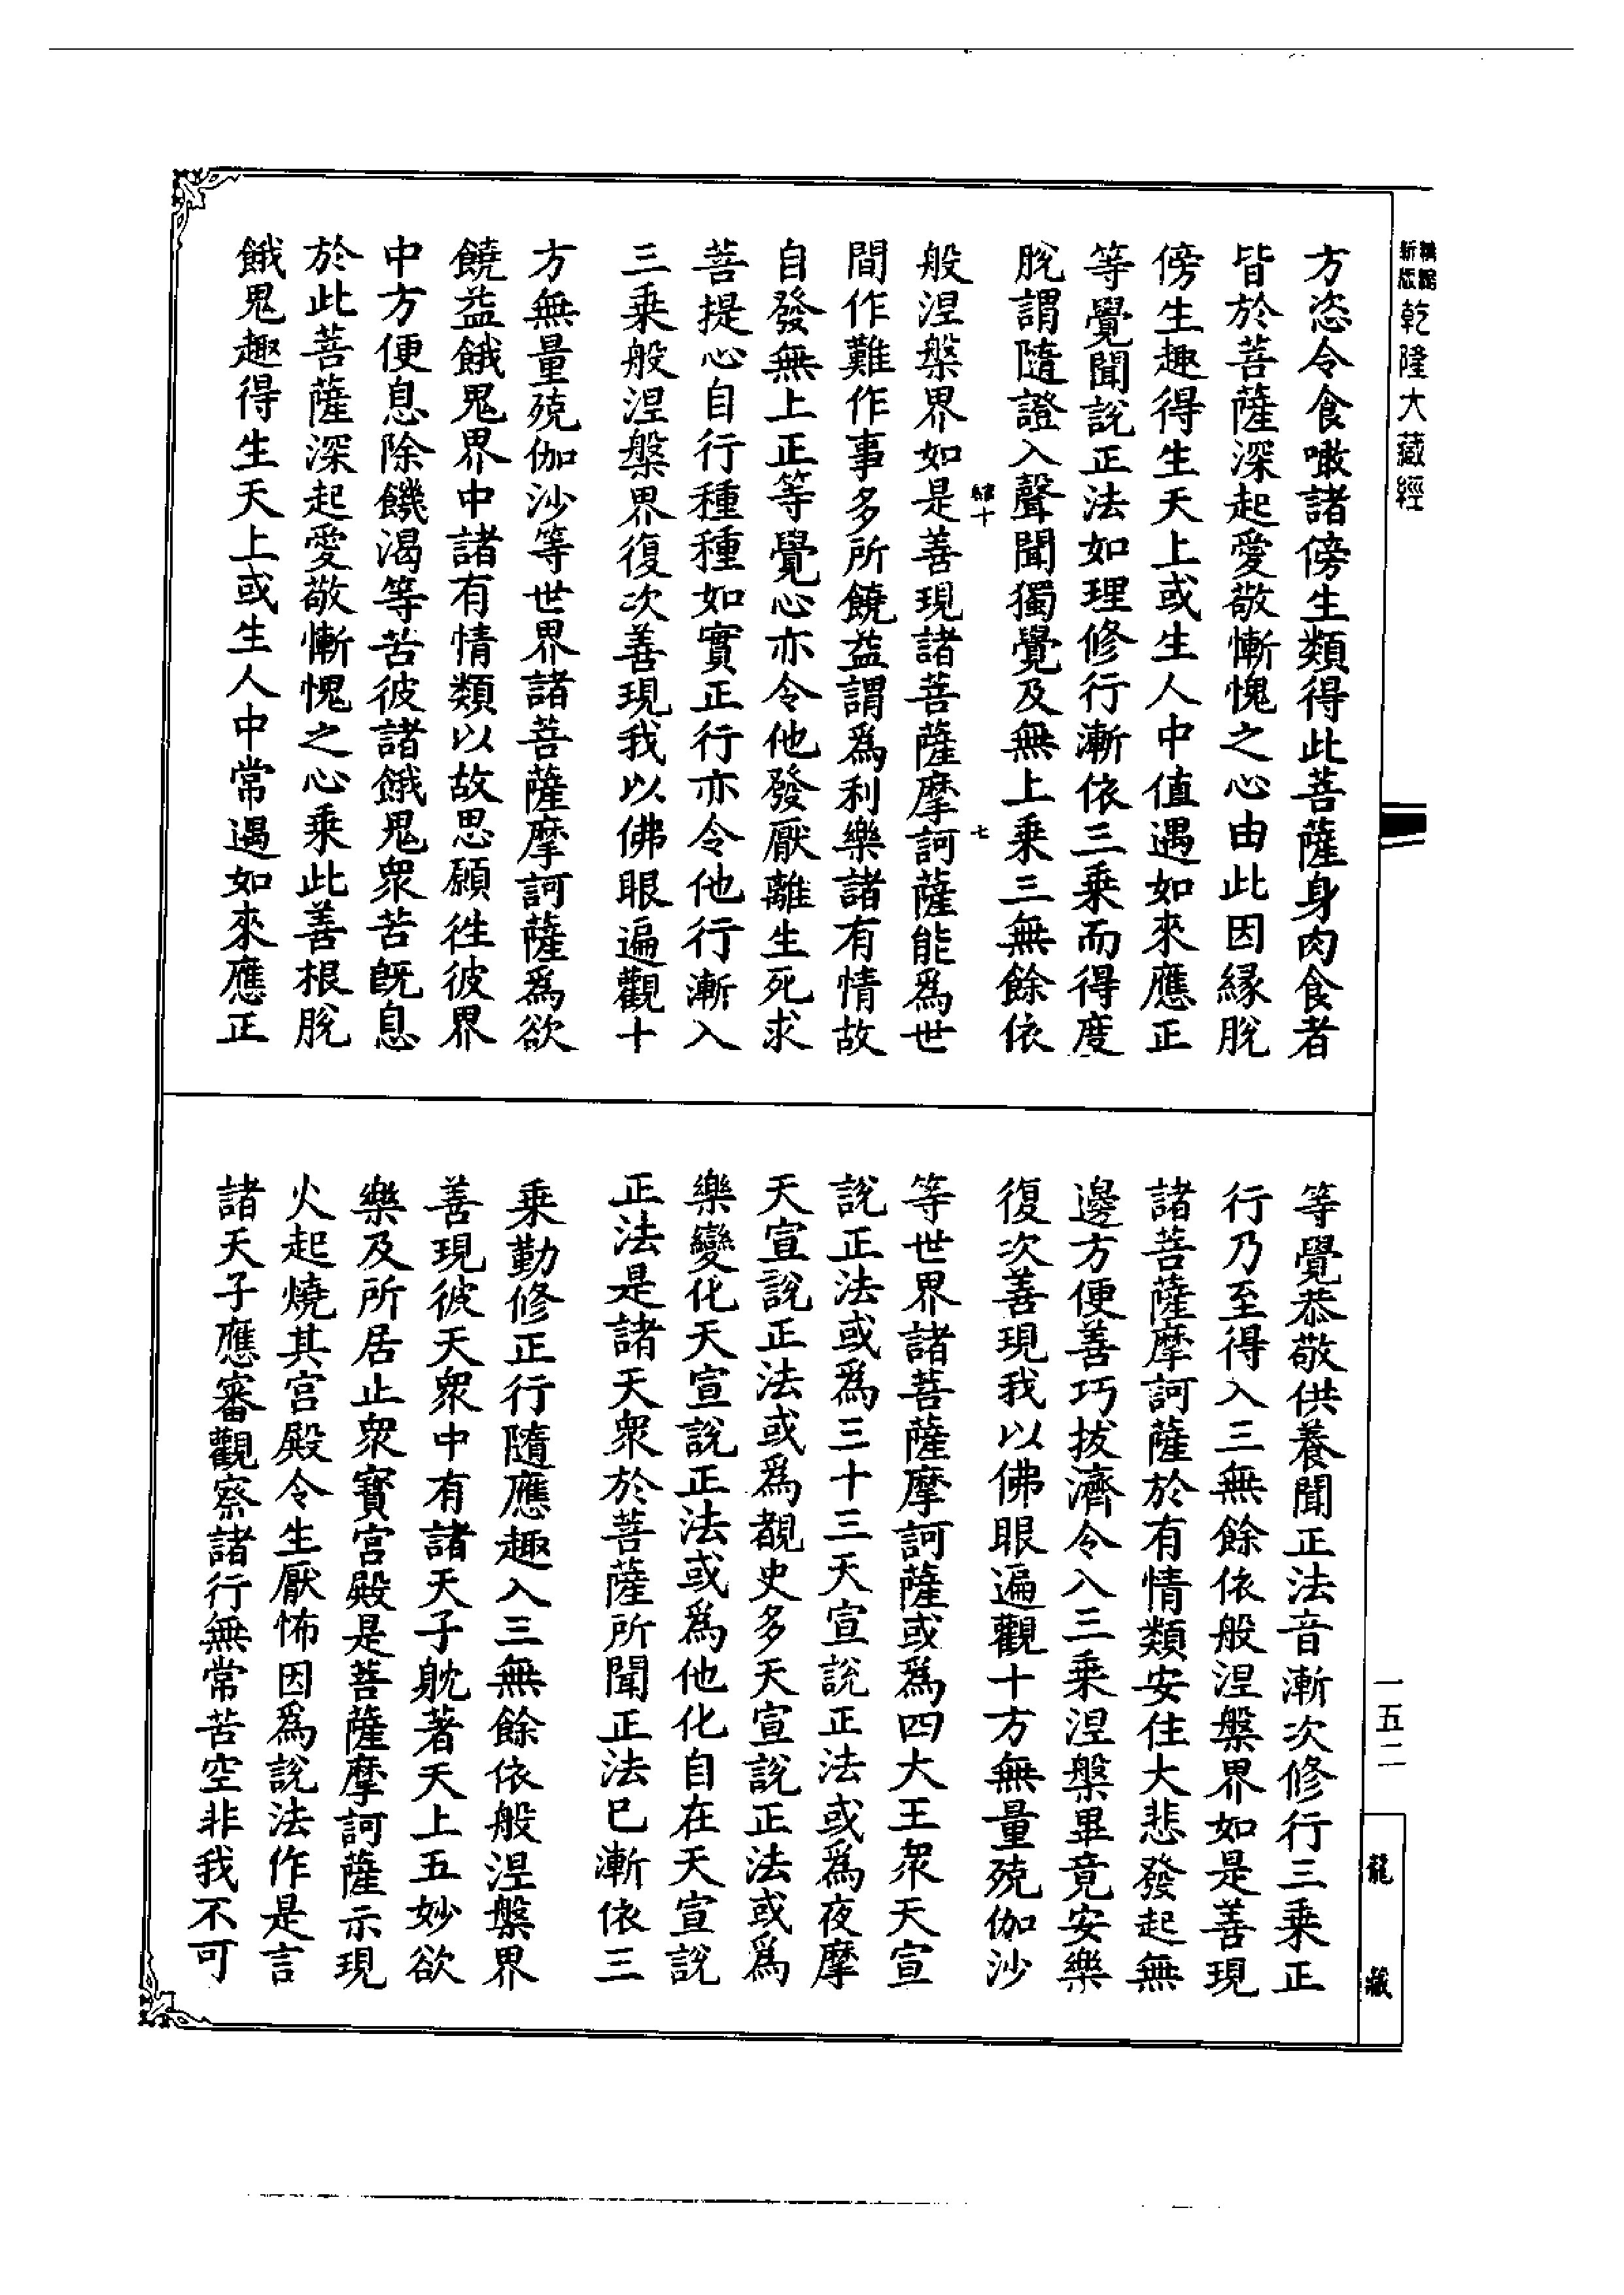 乾隆大藏經
方恣令食噉諸傍生類得此菩薩身肉食者
皆於菩薩深起愛敬慚愧之心由此因緣脫
傍生趣得生天上或生人中值遇如來應正
等覺聞說正法如理修行漸依三乘而得度
脫謂隨證入聲聞獨覺及無上乘三無餘依
十 七
般涅槃界如是善現諸菩薩摩訶薩能為世
間作難作事多所饒益謂為利樂諸有情故
自發無上正等覺心亦令他發厭離生死求
菩提心自行種種如實正行亦令他行漸入
三乘般涅槃界復次善現我以佛眼遍觀十
方無量殑伽沙等世界諸菩薩摩訶薩為欲
饒益餓鬼界中諸有情類以故思願往彼界
中方便息除饑渴等苦彼諸餓鬼眾苦既息
於此菩薩深起愛敬慚愧之心乘此善根脫
餓鬼趣得生天上或生人中常遇如來應正
等覺恭敬供養聞正法音漸次修行三乘正
行乃至得入三無餘依般涅槃界如是善現
諸菩薩摩訶薩於有情類安住大悲發起無
邊方便善巧拔濟令入三乘涅槃畢竟安樂
復次善現我以佛眼遍觀十方無量殑伽沙
等世界諸菩薩摩訶薩或為四大王眾天宣
說正法或為三十三天宣說正法或為夜摩
天宣說正法或為覩史多天宣說正法或為
樂變化天宣說正法或為他化自在天宣說
正法是諸天眾於菩薩所聞正法已漸依三
乘勤修正行隨應趣入三無餘依般涅槃界
善現彼天眾中有諸天子躭著天上五妙欲
樂及所居止眾寶宮殿是菩薩摩訶薩示現
火起燒其宮殿令生厭怖因為說法作是言
諸天子應審觀察諸行無常苦空非我不可
一五二
龍藏